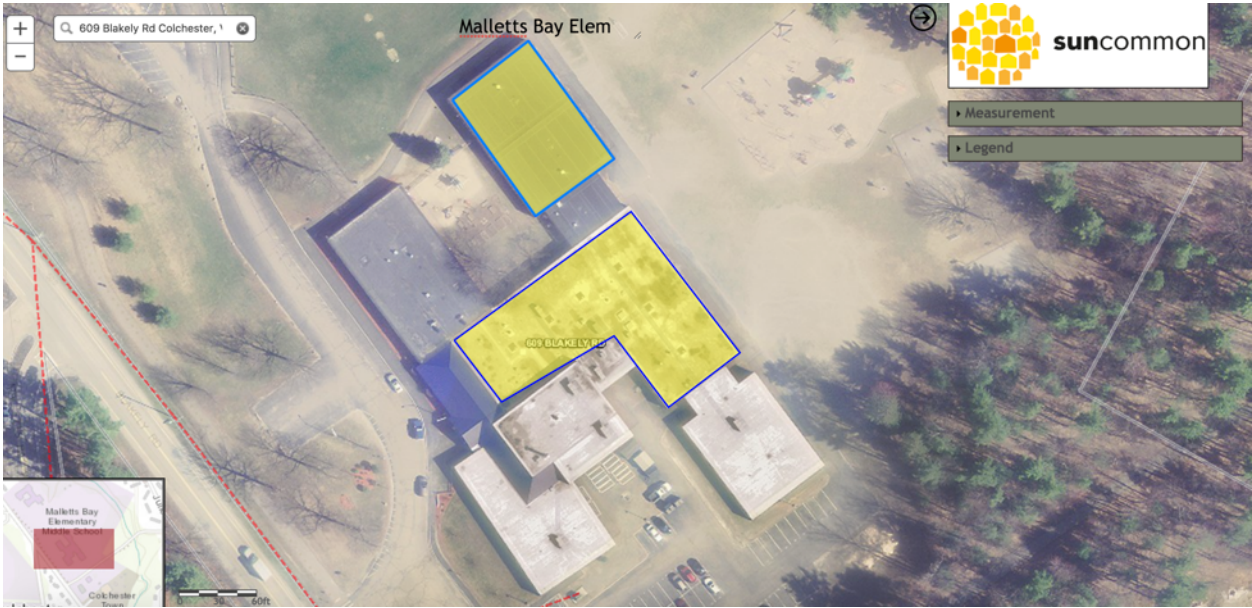 609 Blakely Rd Colchester, V
Malletts Bay Elem
suncommon
Measurement
Legend
609 BLAKELY RD
Malletts Bay
Elementary
Middle School
Colchester
Town
0 30 60ft